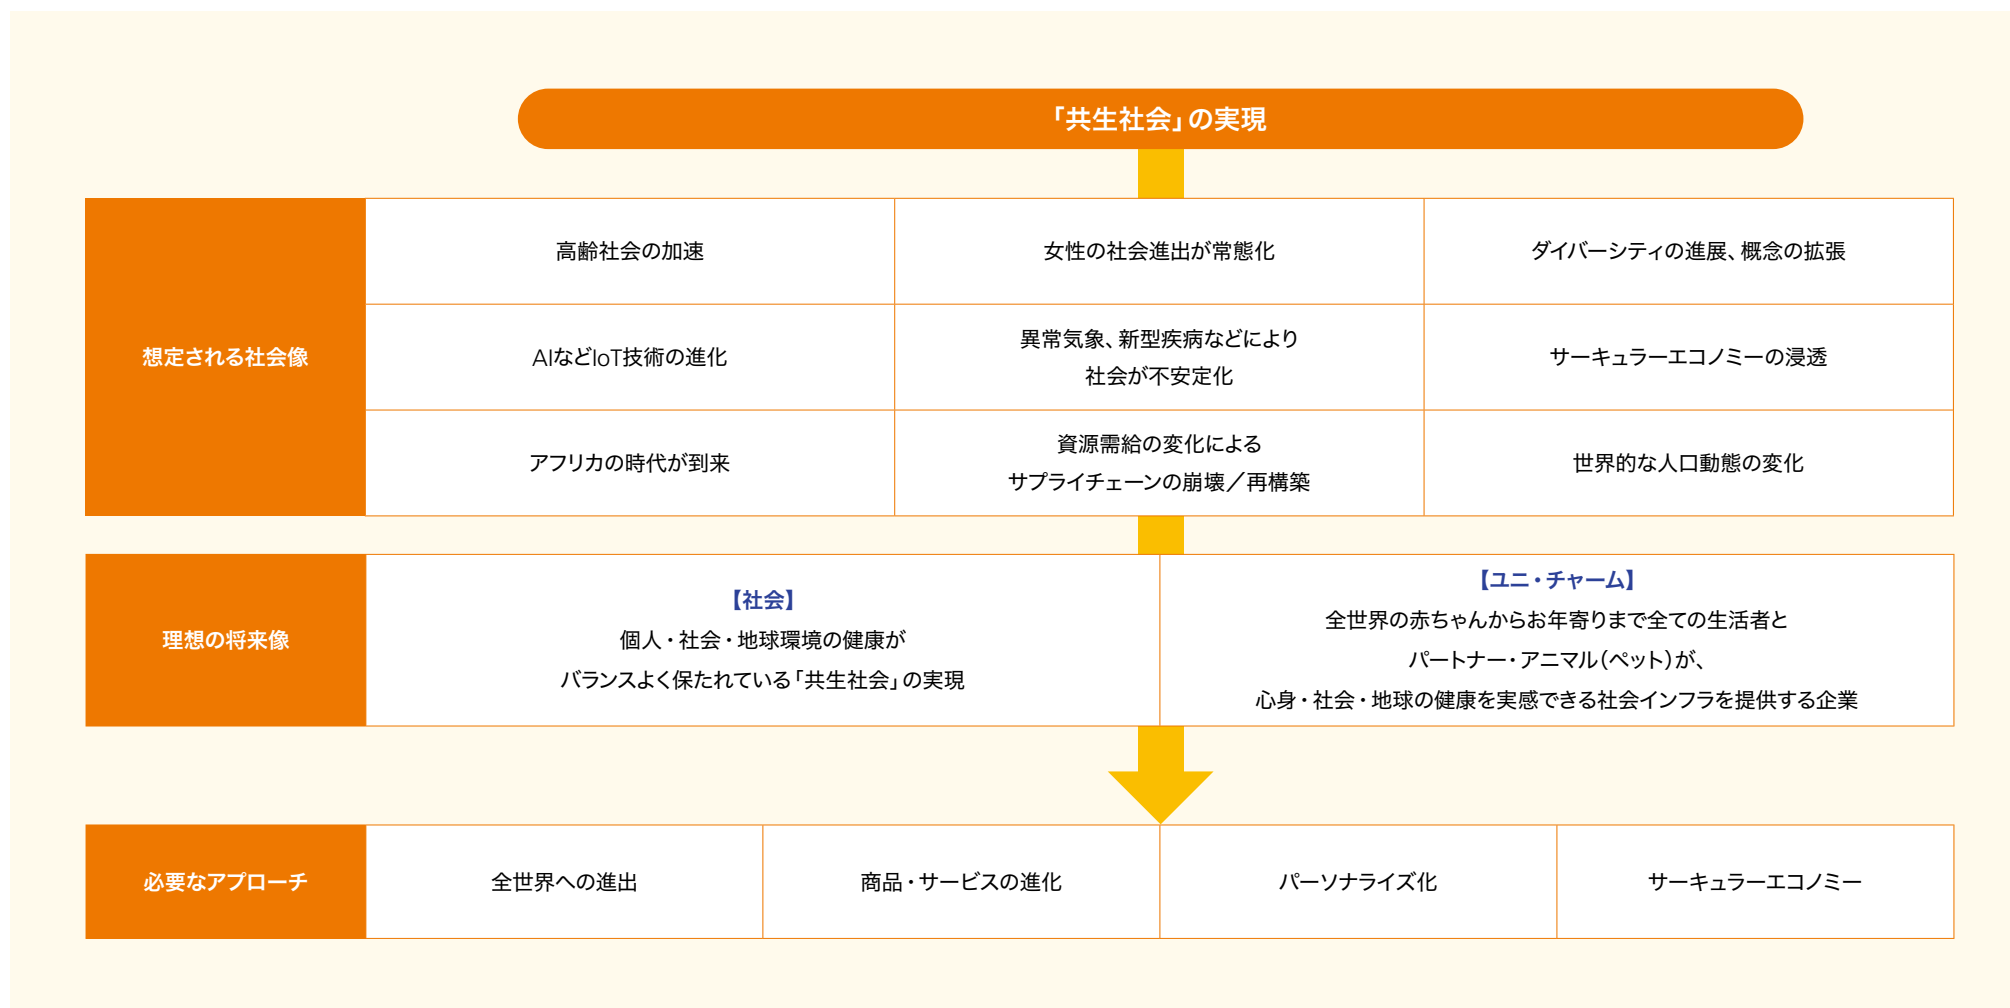 「共生社会」の実現
想定される社会像
高齢社会の加速
女性の社会進出が常態化
ダイバーシティの進展、概念の拡張
AIなどIoT技術の進化
異常気象、新型疾病などにより
社会が不安定化
サーキュラーエコノミーの浸透
アフリカの時代が到来
資源需給の変化による
サプライチェーンの崩壊／再構築
世界的な人口動態の変化
理想の将来像
【社会】
個人・社会・地球環境の健康が
バランスよく保たれている「共生社会」の実現
【ユニ・チャーム】
全世界の赤ちゃんからお年寄りまで全ての生活者と
パートナー・アニマル（ペット）が、
心身・社会・地球の健康を実感できる社会インフラを提供する企業
必要なアプローチ
全世界への進出
商品・サービスの進化
パーソナライズ化
サーキュラーエコノミー